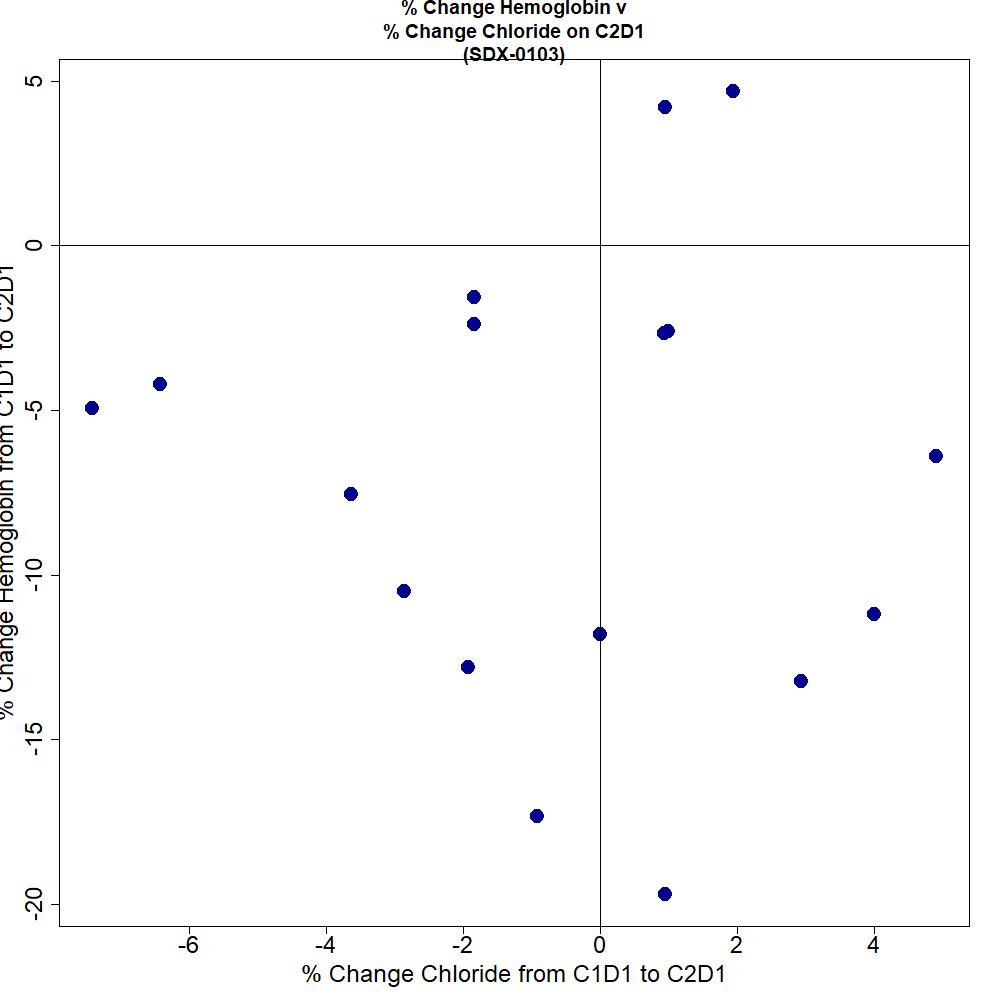 % Change Hemoglobin v
% Change Chloride on C2D1
(SDX-0103)
% Change Hemoglobin from C1D1 to C2D1
5
0
-5
-10
-15
-20
-6
-4
-2
0
2
4
% Change Chloride from C1D1 to C2D1